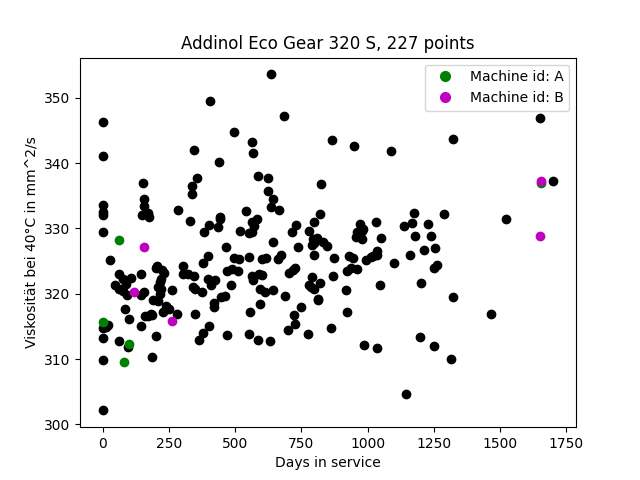 Addinol Eco Gear 320 S, 227 points
Machine id: A
Machine id: B
Viskosität bei 40°C in mm^2/s
350
340
330
320
310
300
0 250 500 750 1000 1250 1500 1750
Days in service